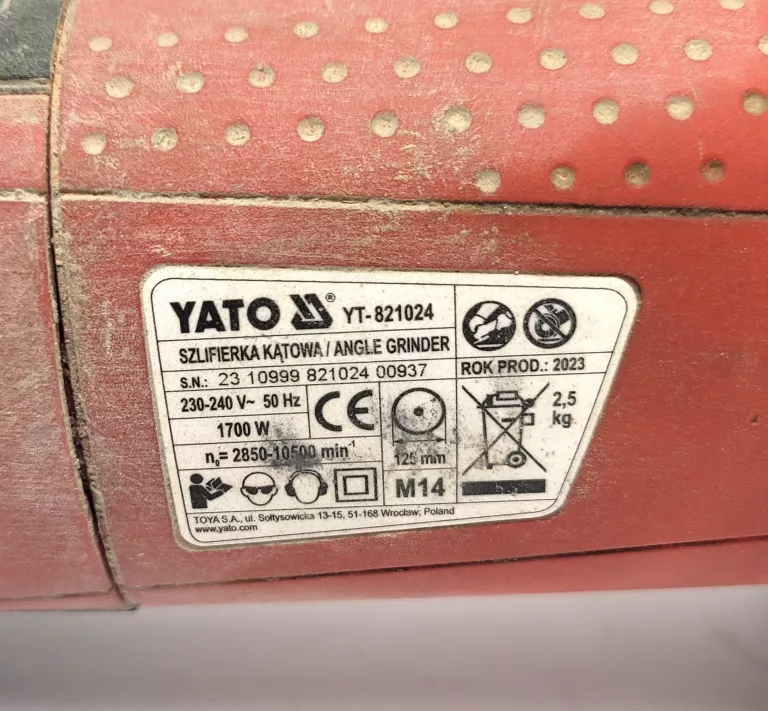 YATO ® YT-821024
SZLIFIERKA KĄTOWA / ANGLE GRINDER
S.N.: 23 10999 821024 00937
ROK PROD.: 2023
230-240 V~ 50 Hz
1700 W
CE
n₀= 2850-10500 min⁻¹
125 mm
M14
2,5
kg
TOYA S.A., ul. Sołtysowicka 13-15, 51-168 Wrocław; Poland
www.yato.com